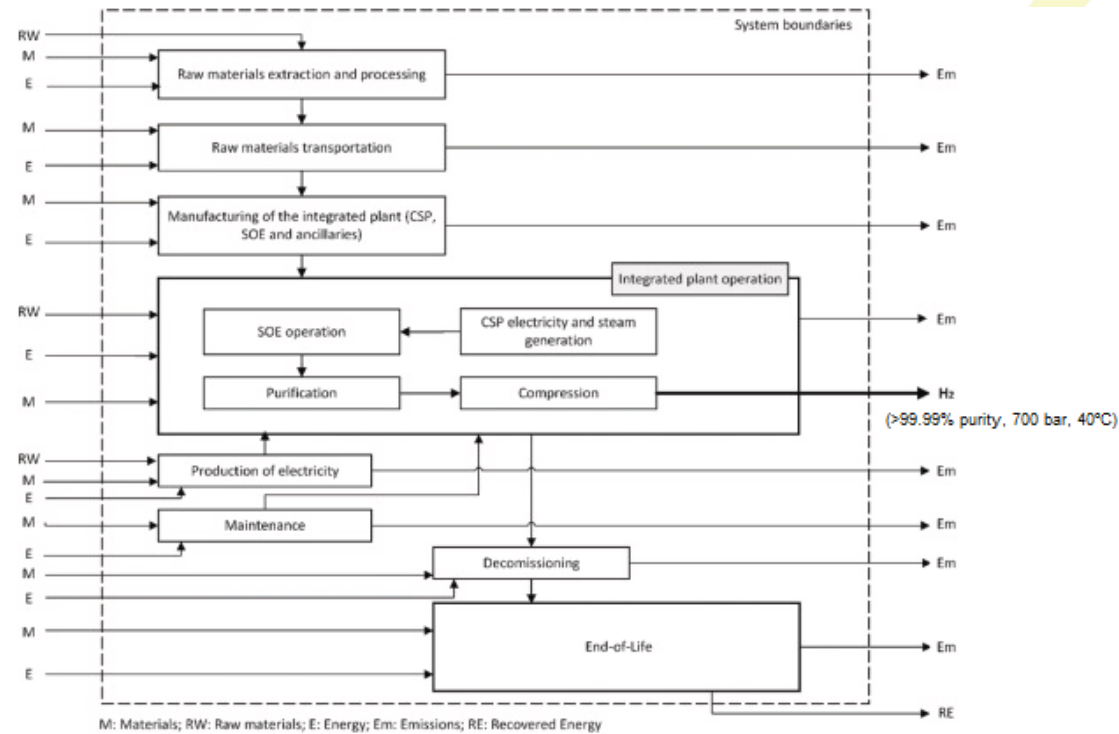 System boundaries
RW
M
E
Raw materials extraction and processing
Em
M
E
Raw materials transportation
Em
M
E
Manufacturing of the integrated plant (CSP,
SOE and ancillaries)
Em
Integrated plant operation
RW
E
M
SOE operation
CSP electricity and steam
generation
Em
Purification
Compression
H2
(>99.99% purity, 700 bar, 40ºC)
RW
M
E
Production of electricity
Em
M
E
Maintenance
Em
M
E
Decomissioning
Em
M
E
End-of-Life
Em
RE
M: Materials; RW: Raw materials; E: Energy; Em: Emissions; RE: Recovered Energy